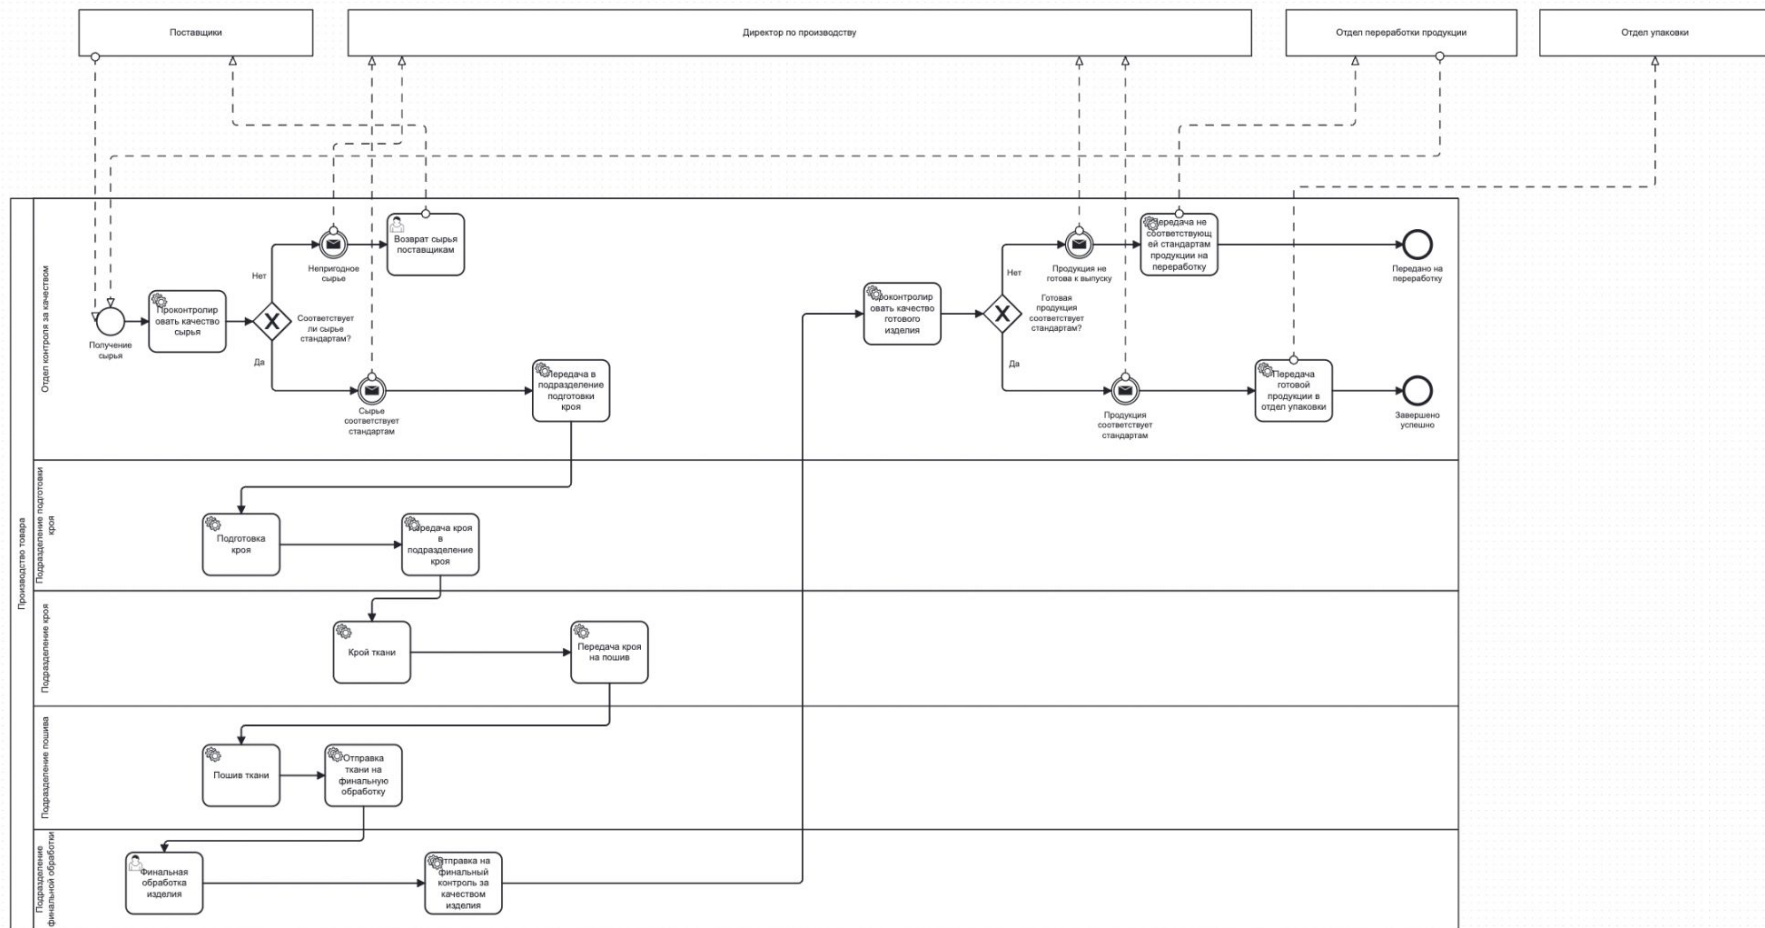 Поставщики
Директор по производству
Отдел переработки продукции
Отдел упаковки
Производство товара
Отдел контроля за качеством
Получение
сырья
Проконтролир
овать качество
сырья
Соответствует
ли сырье
стандартам?
Нет
Да
Непригодное
сырье
Возврат сырья
поставщикам
Сырье
соответствует
стандартам
Передача в
подразделение
подготовки
кроя
Проконтролир
овать качество
готового
изделия
Готовая
продукция
соответствует
стандартам?
Нет
Да
Продукция не
готова к выпуску
Передача не
соответствующ
ей стандартам
продукции на
переработку
Передано на
переработку
Продукция
соответствует
стандартам
Передача
готовой
продукции в
отдел упаковки
Завершено
успешно
Подразделение подготовки
кроя
Подготовка
кроя
Передача кроя
в
подразделение
кроя
Подразделение кроя
Крой ткани
Передача кроя
на пошив
Подразделение пошива
Пошив ткани
Отправка
ткани на
финальную
обработку
Подразделение
финальной обработки
Финальная
обработка
изделия
Отправка на
финальный
контроль за
качеством
изделия